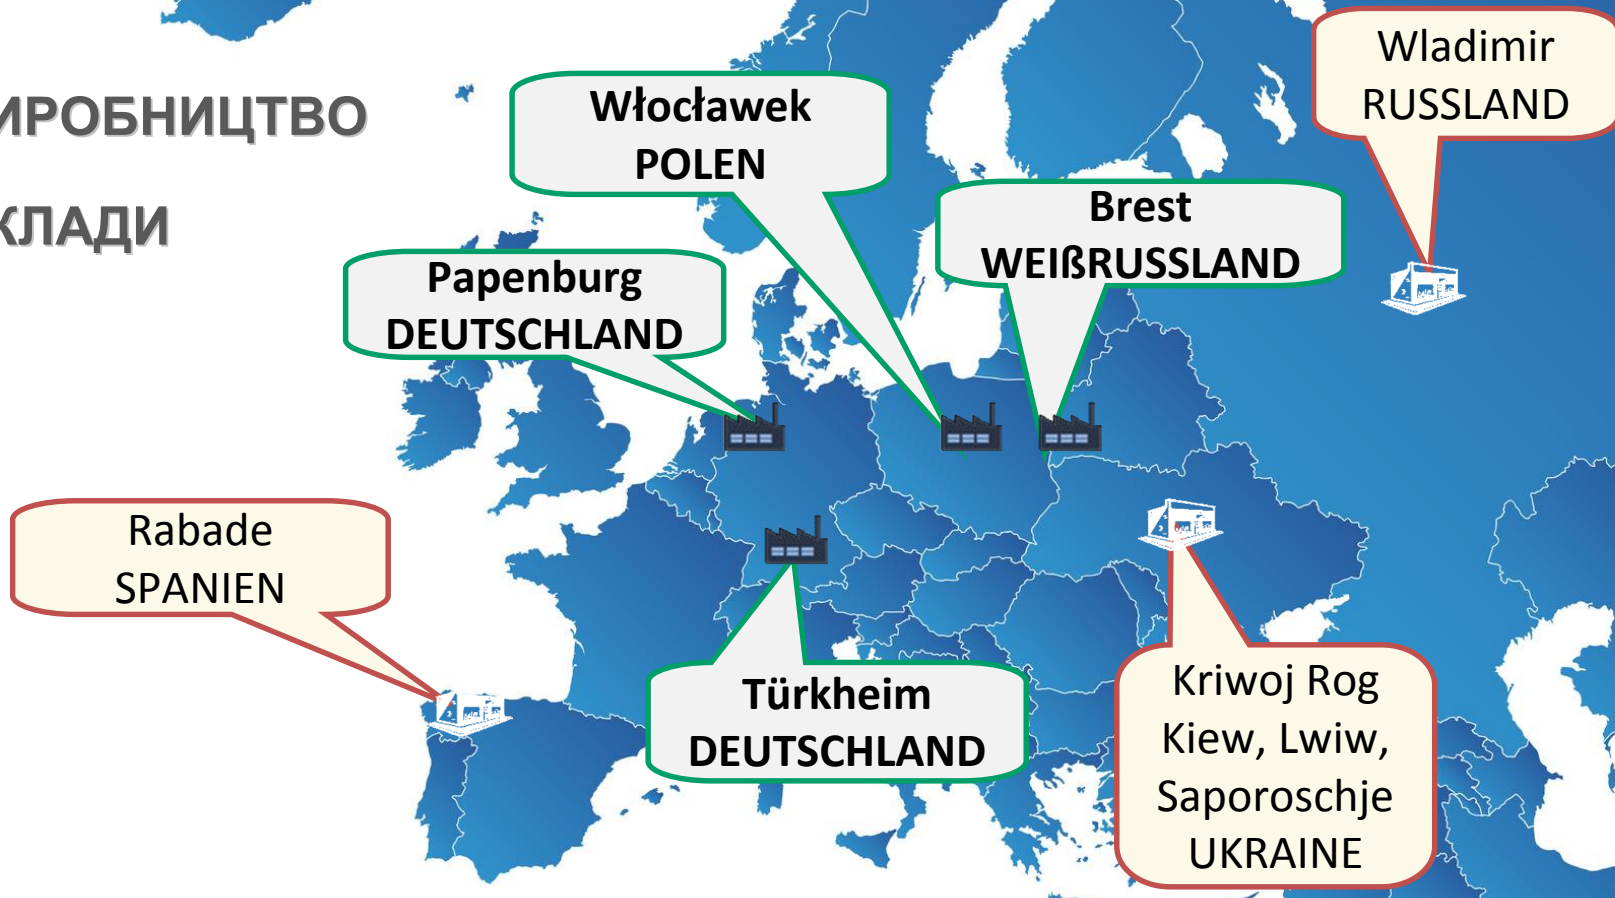 ИРОБНИЦТВО
КЛАДИ
Włocławek
POLEN
Wladimir
RUSSLAND
Brest
WEIßRUSSLAND
Papenburg
DEUTSCHLAND
Rabade
SPANIEN
Türkheim
DEUTSCHLAND
Kriwoj Rog
Kiew, Lwiw,
Saporoschje
UKRAINE